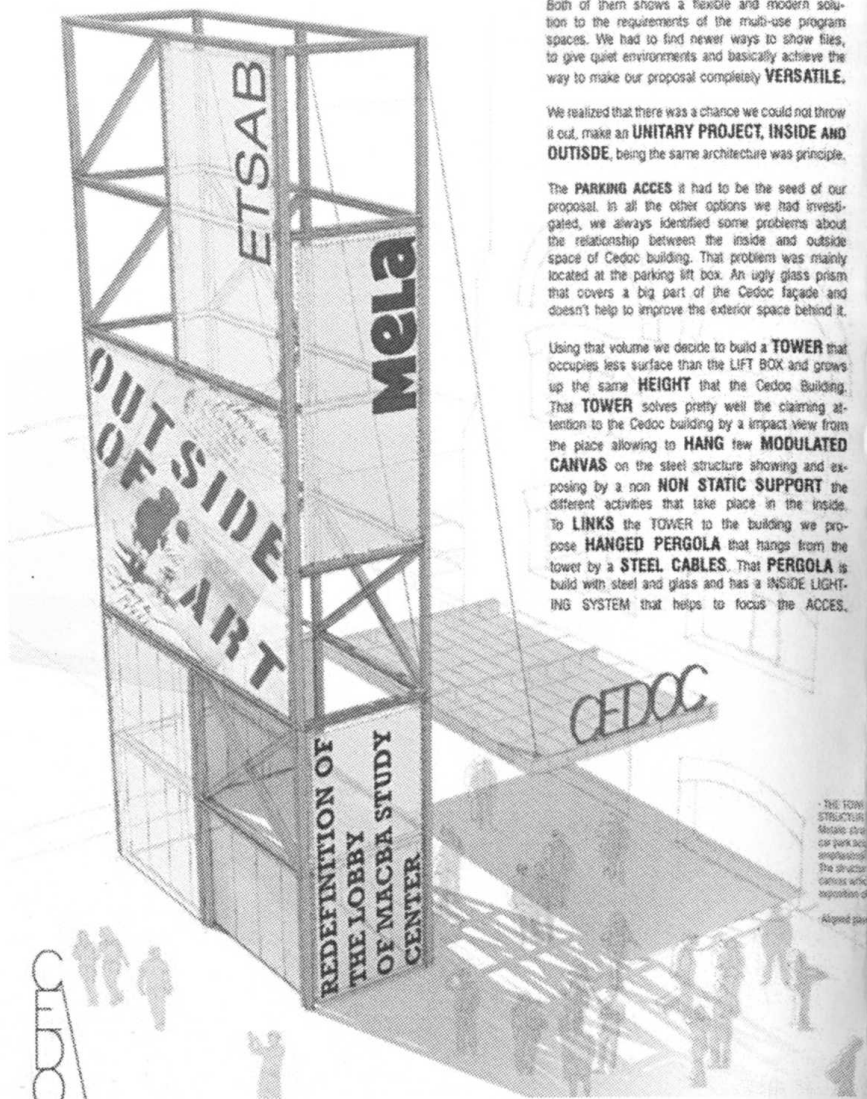 Both of them shows a flexible and modern solu-
tion to the requirements of the multi-use program
spaces. We had to find newer ways to show files,
to give quiet environments and basically achieve the
way to make our proposal completely VERSATILE.
We realized that there was a chance we could not throw
it out, make an UNITARY PROJECT, INSIDE AND
OUTISDE, being the same architecture was principle.
The PARKING ACCES it had to be the seed of our
proposal. In all the other options we had investi-
gated, we always identified some problems about
the relationship between the inside and outside
space of Cedoc building. That problem was mainly
located at the parking lift box. An ugly glass prism
that covers a big part of the Cedoc façade and
doesn't help to improve the exterior space behind it.
Using that volume we decide to build a TOWER that
occupies less surface than the LIFT BOX and grows
up the same HEIGHT that the Cedoc Building.
That TOWER solves pretty well the claiming at-
tention to the Cedoc building by a impact view from
the place allowing to HANG few MODULATED
CANVAS on the steel structure showing and ex-
posing by a non NON STATIC SUPPORT the
different activities that take place in the inside.
To LINKS the TOWER to the building we pro-
pose HANGED PERGOLA that hangs from the
tower by a STEEL CABLES. That PERGOLA is
build with steel and glass and has a INSIDE LIGHT-
ING SYSTEM that helps to focus the ACCES.
ETSAB
Mela
OUTSIDE
OF
ART
CEDOC
REDEFINITION OF
THE LOBBY
OF MACBA STUDY
CENTER
- THE TOW
STRUCTUR
car park acc
The structur
CEDO